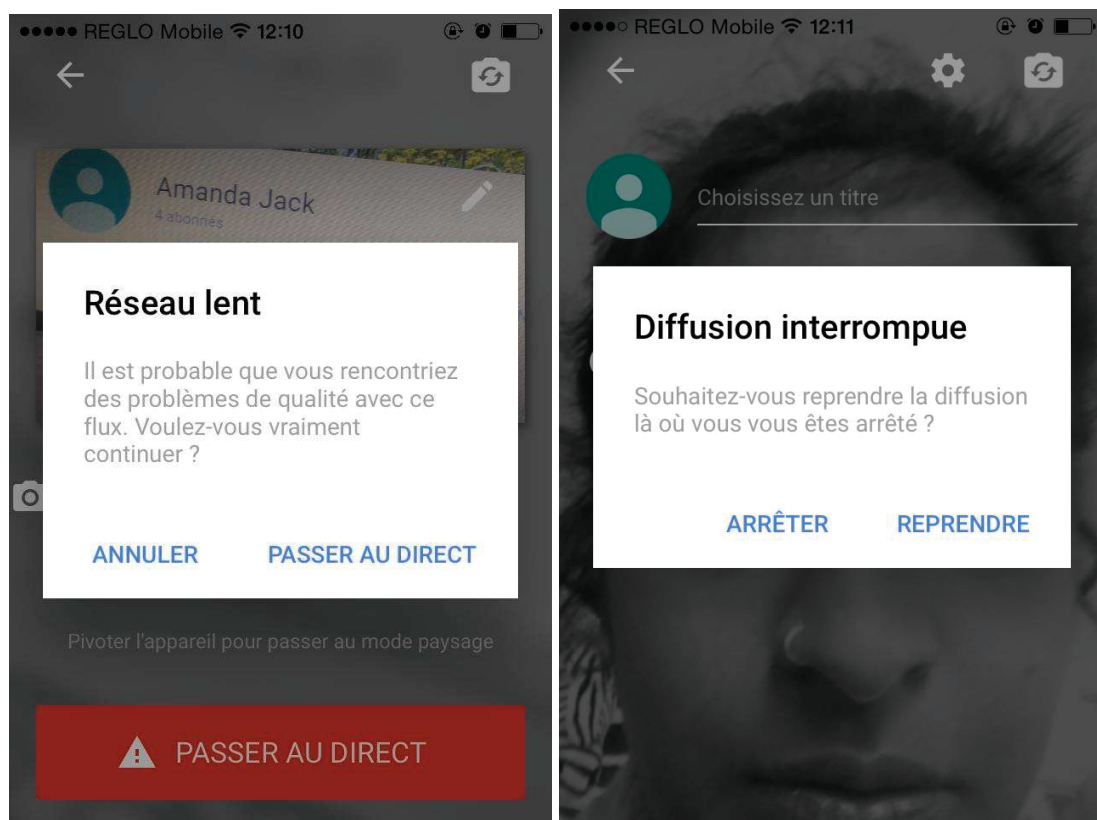 REGLO Mobile 12:10
Amanda Jack
4 abonnés
Réseau lent
Il est probable que vous rencontriez
des problèmes de qualité avec ce
flux. Voulez-vous vraiment
continuer ?
ANNULER PASSER AU DIRECT
Pivoter l'appareil pour passer au mode paysage
PASSER AU DIRECT
REGLO Mobile 12:11
Choisissez un titre
Diffusion interrompue
Souhaitez-vous reprendre la diffusion
là où vous vous êtes arrêté ?
ARRÊTER REPRENDRE